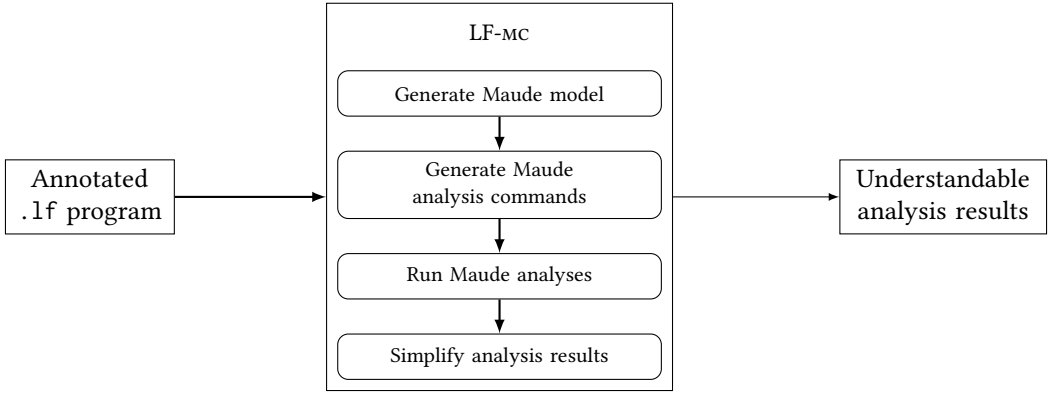 LF-MC
Generate Maude model
Annotated
.lf program
Generate Maude
analysis commands
Run Maude analyses
Simplify analysis results
Understandable
analysis results